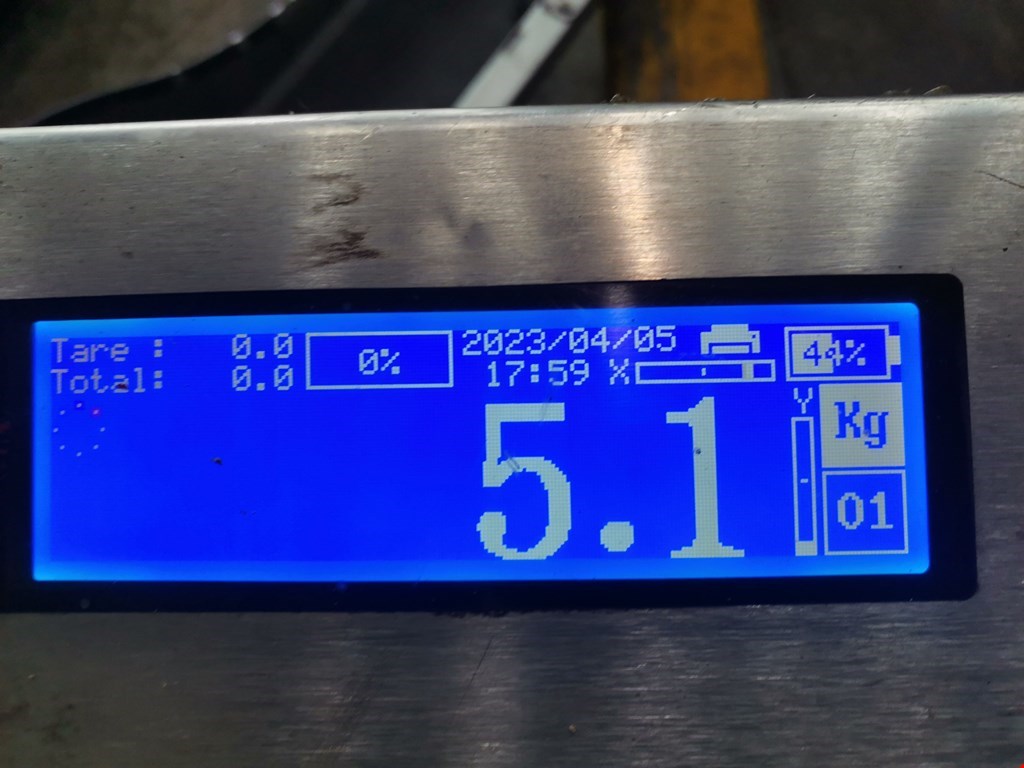 Tare : 0.0
Total: 0.0
0%
2023/04/05
17:59 X
44%
Y
Kg
5.1
01